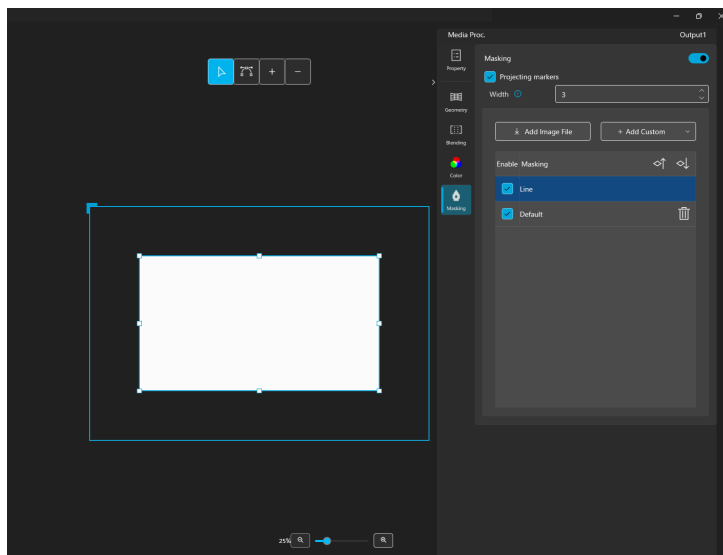 Media Proc.
Output1
Property
Masking
Projecting markers
Width
3
Geometry
Add Image File
+ Add Custom
Blending
Enable Masking
Color
Line
Masking
Default
25%